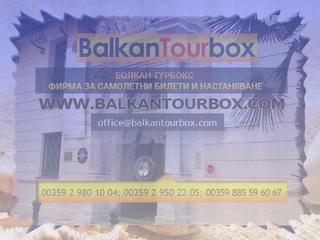 BalkanTourbox
БОЛКАН ТУРБОКС
ФИРМА ЗА САМОЛЕТНИ БИЛЕТИ И НАСТАНЯВАНЕ
WWW.BALKANTOURBOX.COM
office@balkantourbox.com
00359 2 980 10 04; 00359 2 950 22 05; 00359 885 59 60 67